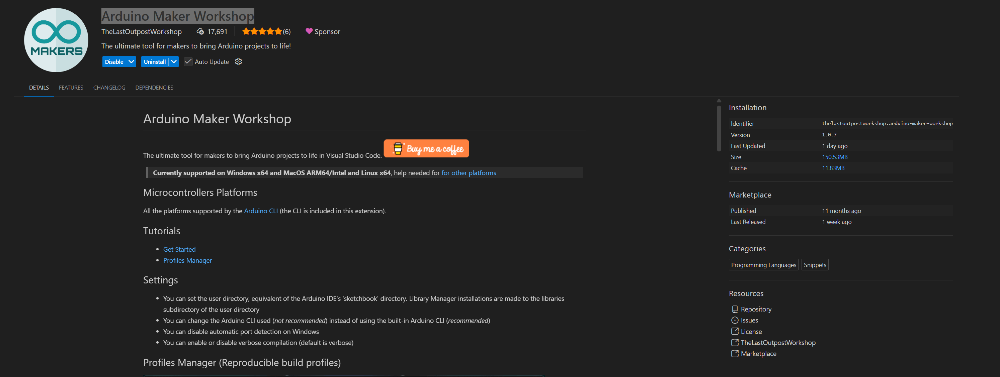 Arduino Maker Workshop
TheLastOutpostWorkshop 17,691 (6) Sponsor
The ultimate tool for makers to bring Arduino projects to life!
MAKERS
Disable Uninstall Auto Update
DETAILS FEATURES CHANGELOG DEPENDENCIES
Arduino Maker Workshop
The ultimate tool for makers to bring Arduino projects to life in Visual Studio Code. Buy me a coffee
Currently supported on Windows x64 and MacOS ARM64/Intel and Linux x64, help needed for for other platforms
Microcontrollers Platforms
All the platforms supported by the Arduino CLI (the CLI is included in this extension).
Tutorials
Get Started
Profiles Manager
Settings
You can set the user directory, equivalent of the Arduino IDE's 'sketchbook' directory. Library Manager installations are made to the libraries
subdirectory of the user directory
You can change the Arduino CLI used (not recommended) instead of using the built-in Arduino CLI (recommended)
You can disable automatic port detection on Windows
You can enable or disable verbose compilation (default is verbose)
Profiles Manager (Reproducible build profiles)
Installation
Identifier thelastoutpostworkshop.arduino-maker-workshop
Version 1.0.7
Last Updated 1 day ago
Size 150.53MB
Cache 11.83MB
Marketplace
Published 11 months ago
Last Released 1 week ago
Categories
Programming Languages Snippets
Resources
Repository
Issues
License
TheLastOutpostWorkshop
Marketplace